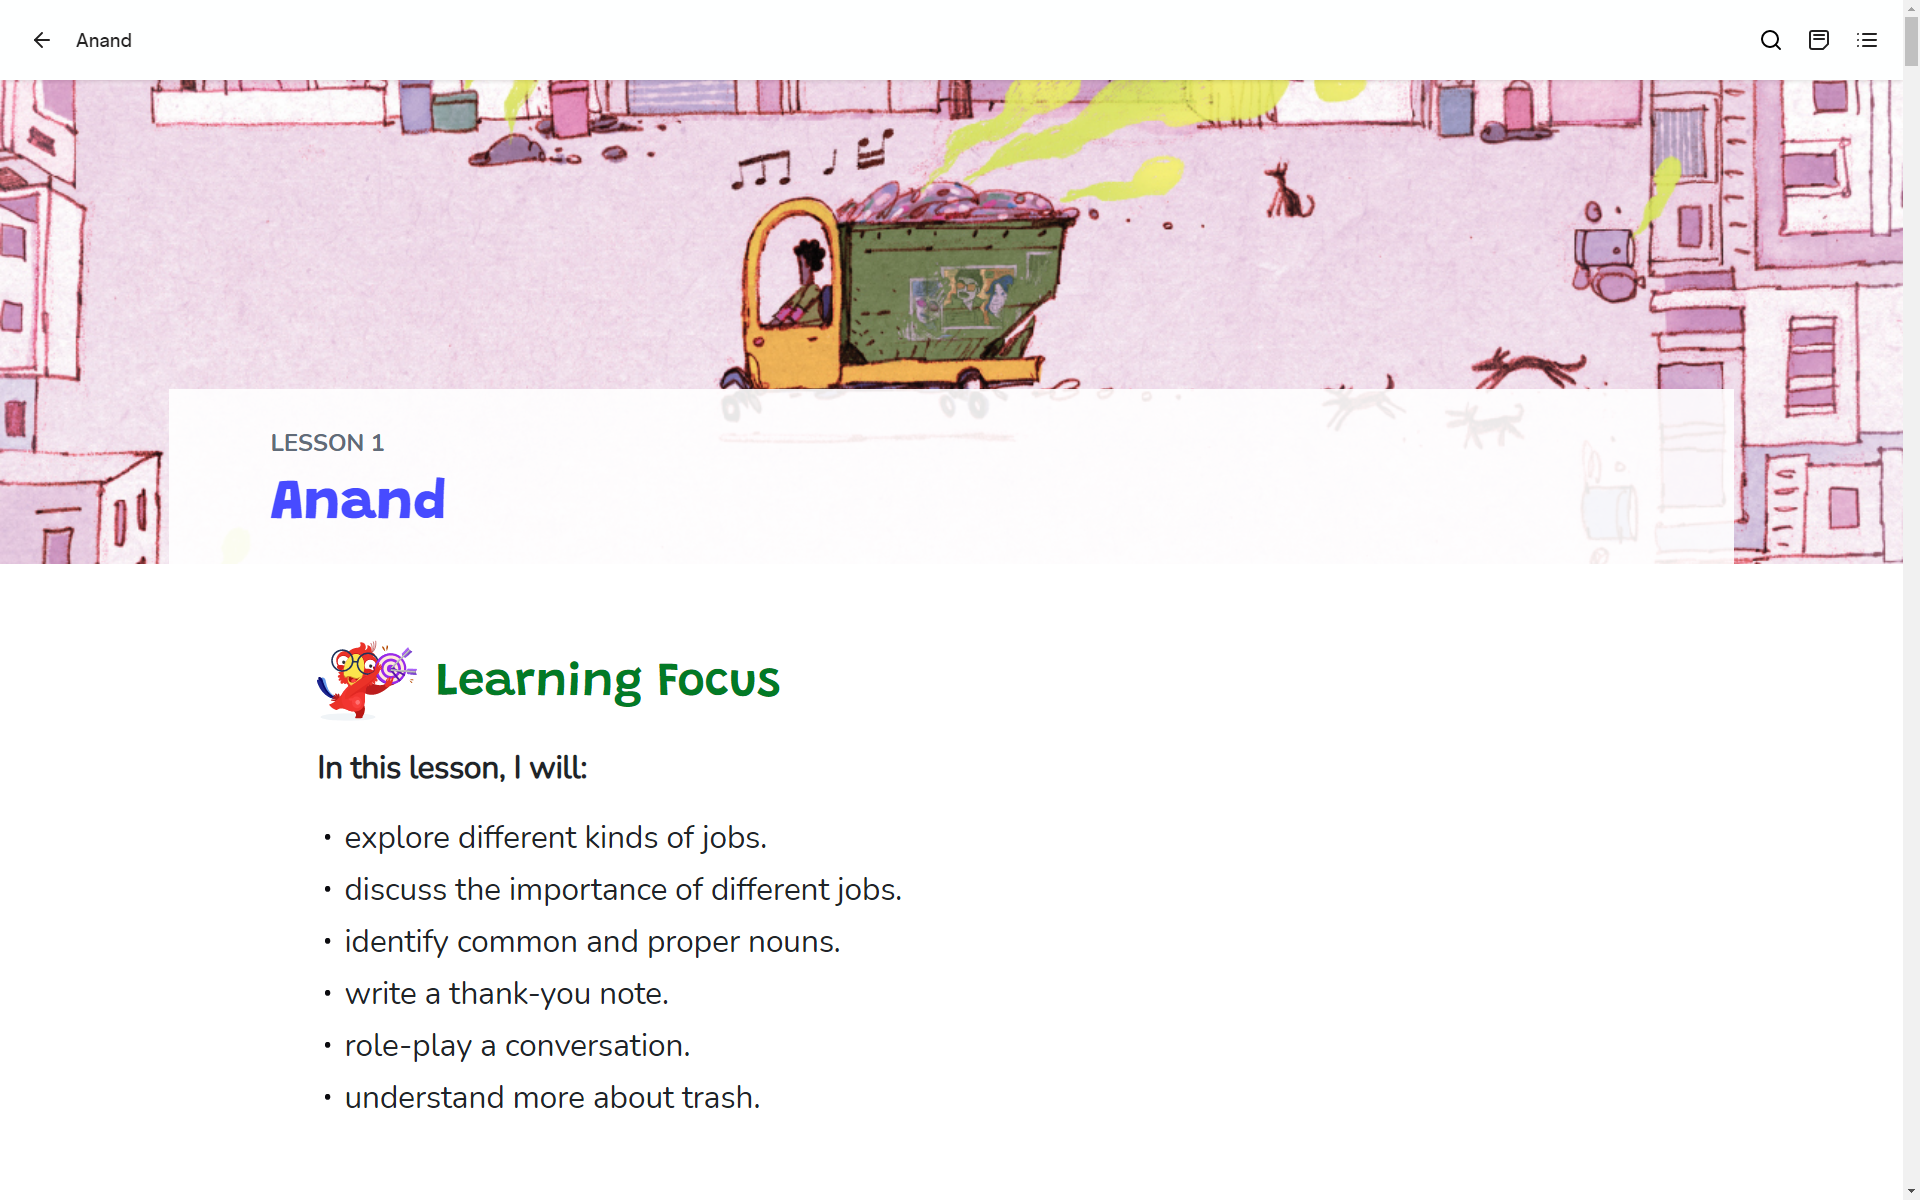 Anand
LESSON 1
Anand
Learning Focus
In this lesson, I will:
• explore different kinds of jobs.
• discuss the importance of different jobs.
• identify common and proper nouns.
• write a thank-you note.
• role-play a conversation.
• understand more about trash.